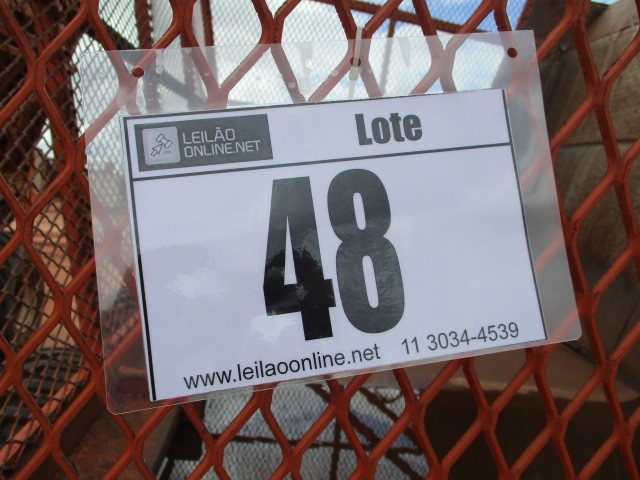 LEILÃO
ONLINE.NET
Lote
48
www.leilaoonline.net 11 3034-4539